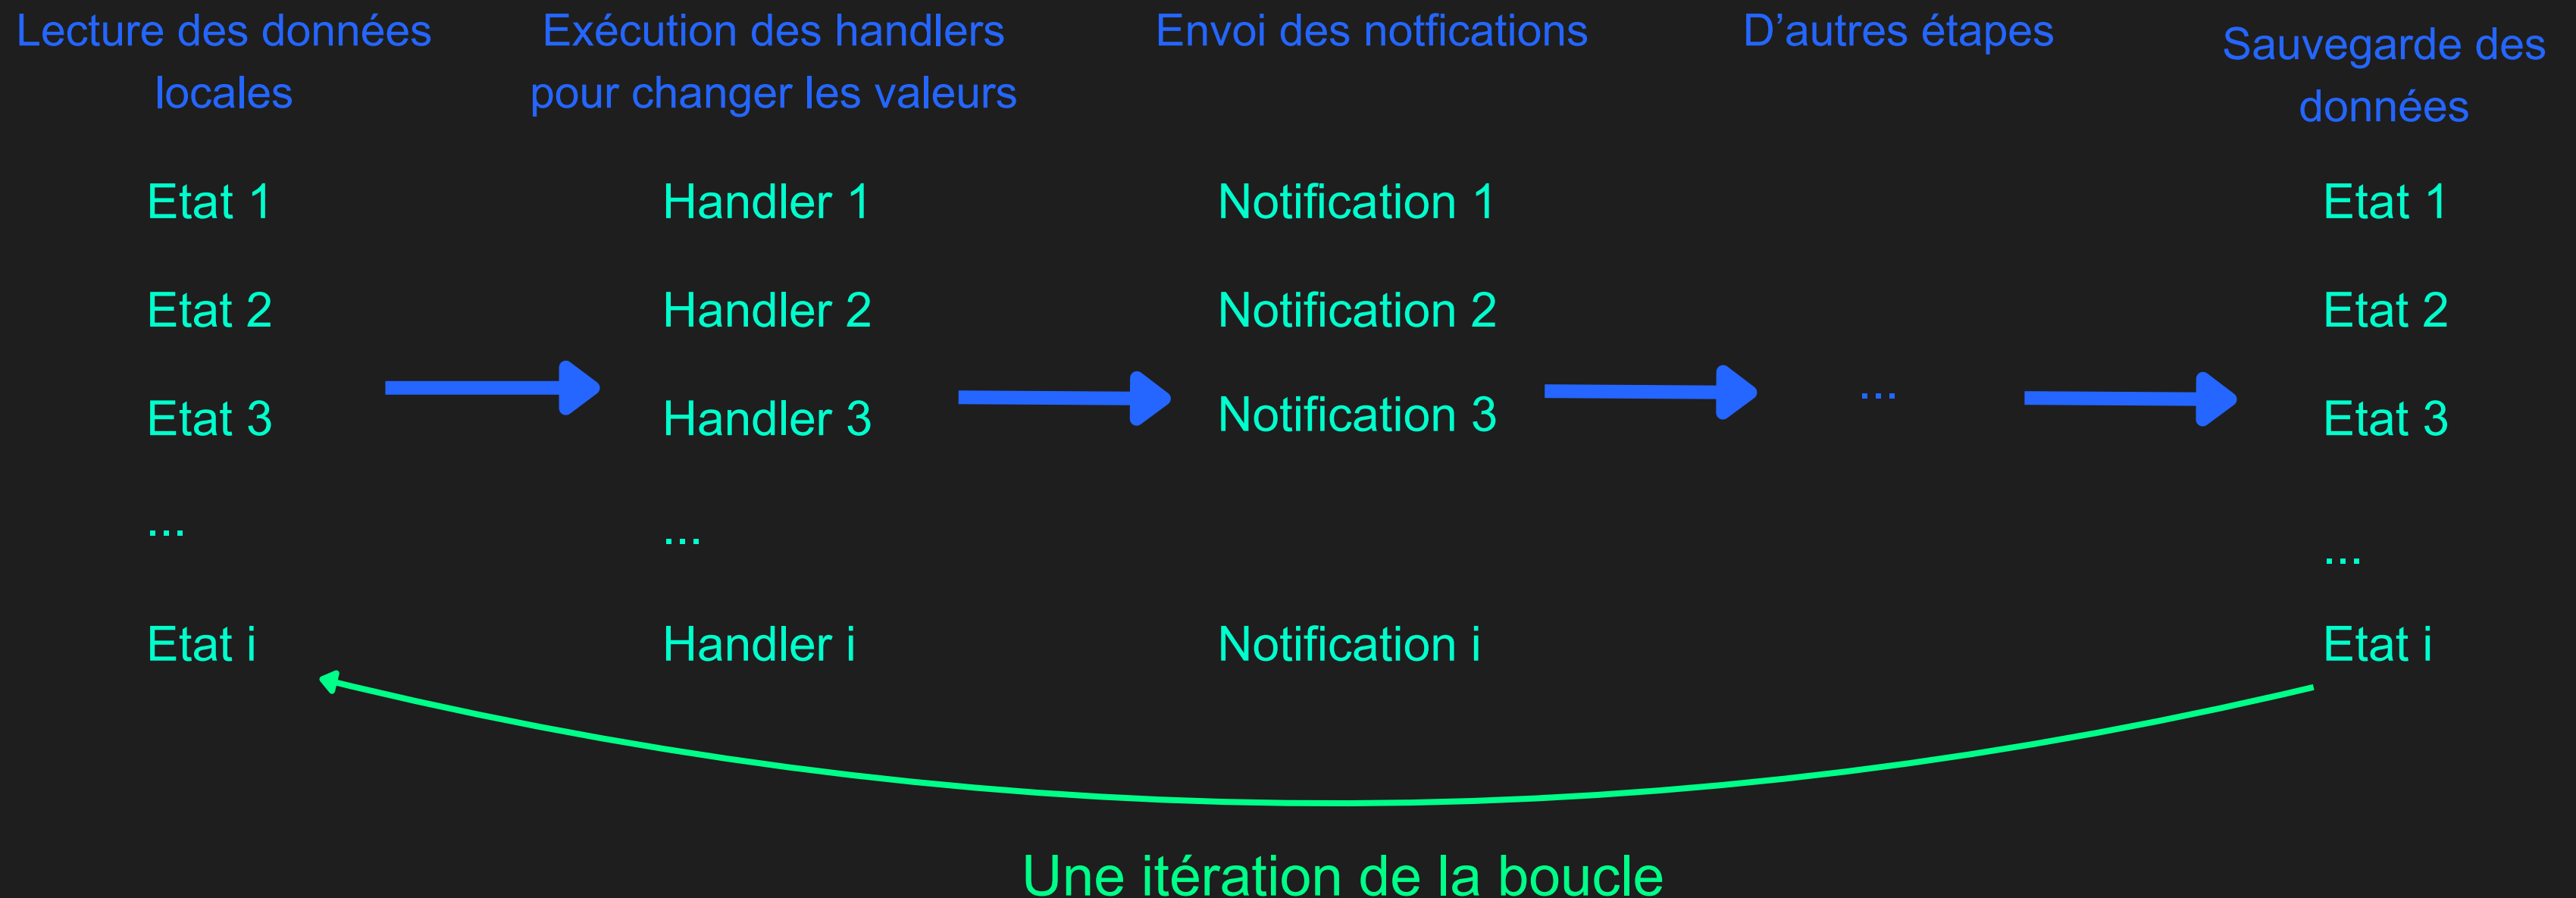 Lecture des données
locales
Exécution des handlers
pour changer les valeurs
Envoi des notfications
D’autres étapes
Sauvegarde des
données
Etat 1
Etat 2
Etat 3
...
Etat i
Handler 1
Handler 2
Handler 3
...
Handler i
Notification 1
Notification 2
Notification 3
Notification i
...
Etat 1
Etat 2
Etat 3
...
Etat i
Une itération de la boucle